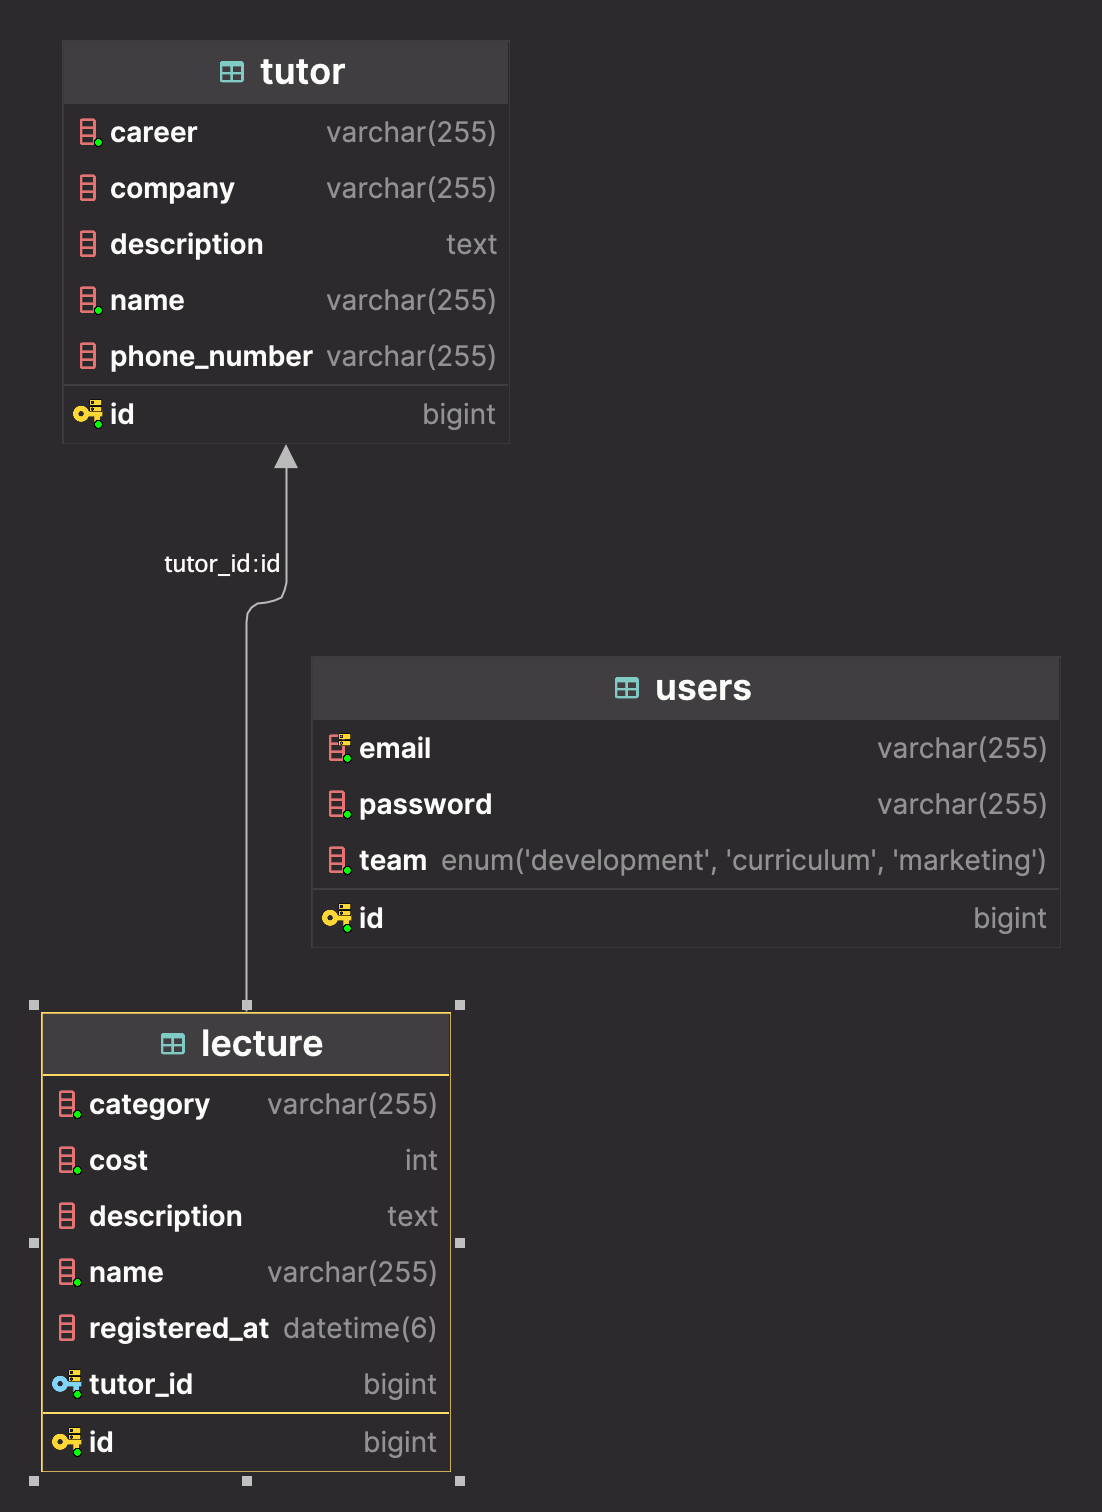 tutor
career varchar(255)
company varchar(255)
description text
name varchar(255)
phone_number varchar(255)
id bigint
tutor_id:id
users
email varchar(255)
password varchar(255)
team enum('development', 'curriculum', 'marketing')
id bigint
lecture
category varchar(255)
cost int
description text
name varchar(255)
registered_at datetime(6)
tutor_id bigint
id bigint